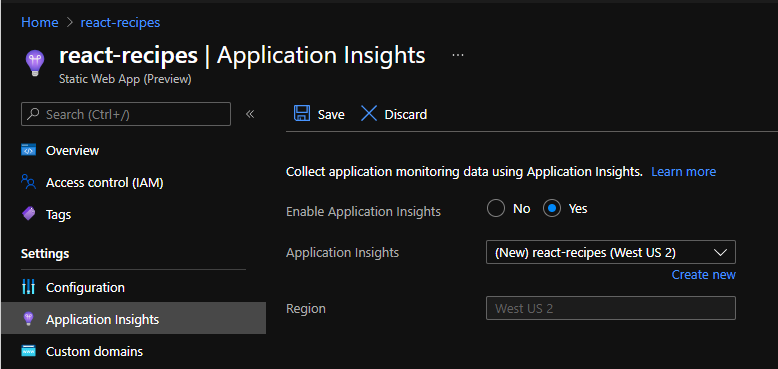 Home > react-recipes
react-recipes | Application Insights ...
Static Web App (Preview)
Search (Ctrl+/) «
Save Discard
Overview
Access control (IAM)
Tags
Settings
Configuration
Application Insights
Custom domains
Collect application monitoring data using Application Insights. Learn more
Enable Application Insights No Yes
Application Insights (New) react-recipes (West US 2)
Create new
Region West US 2